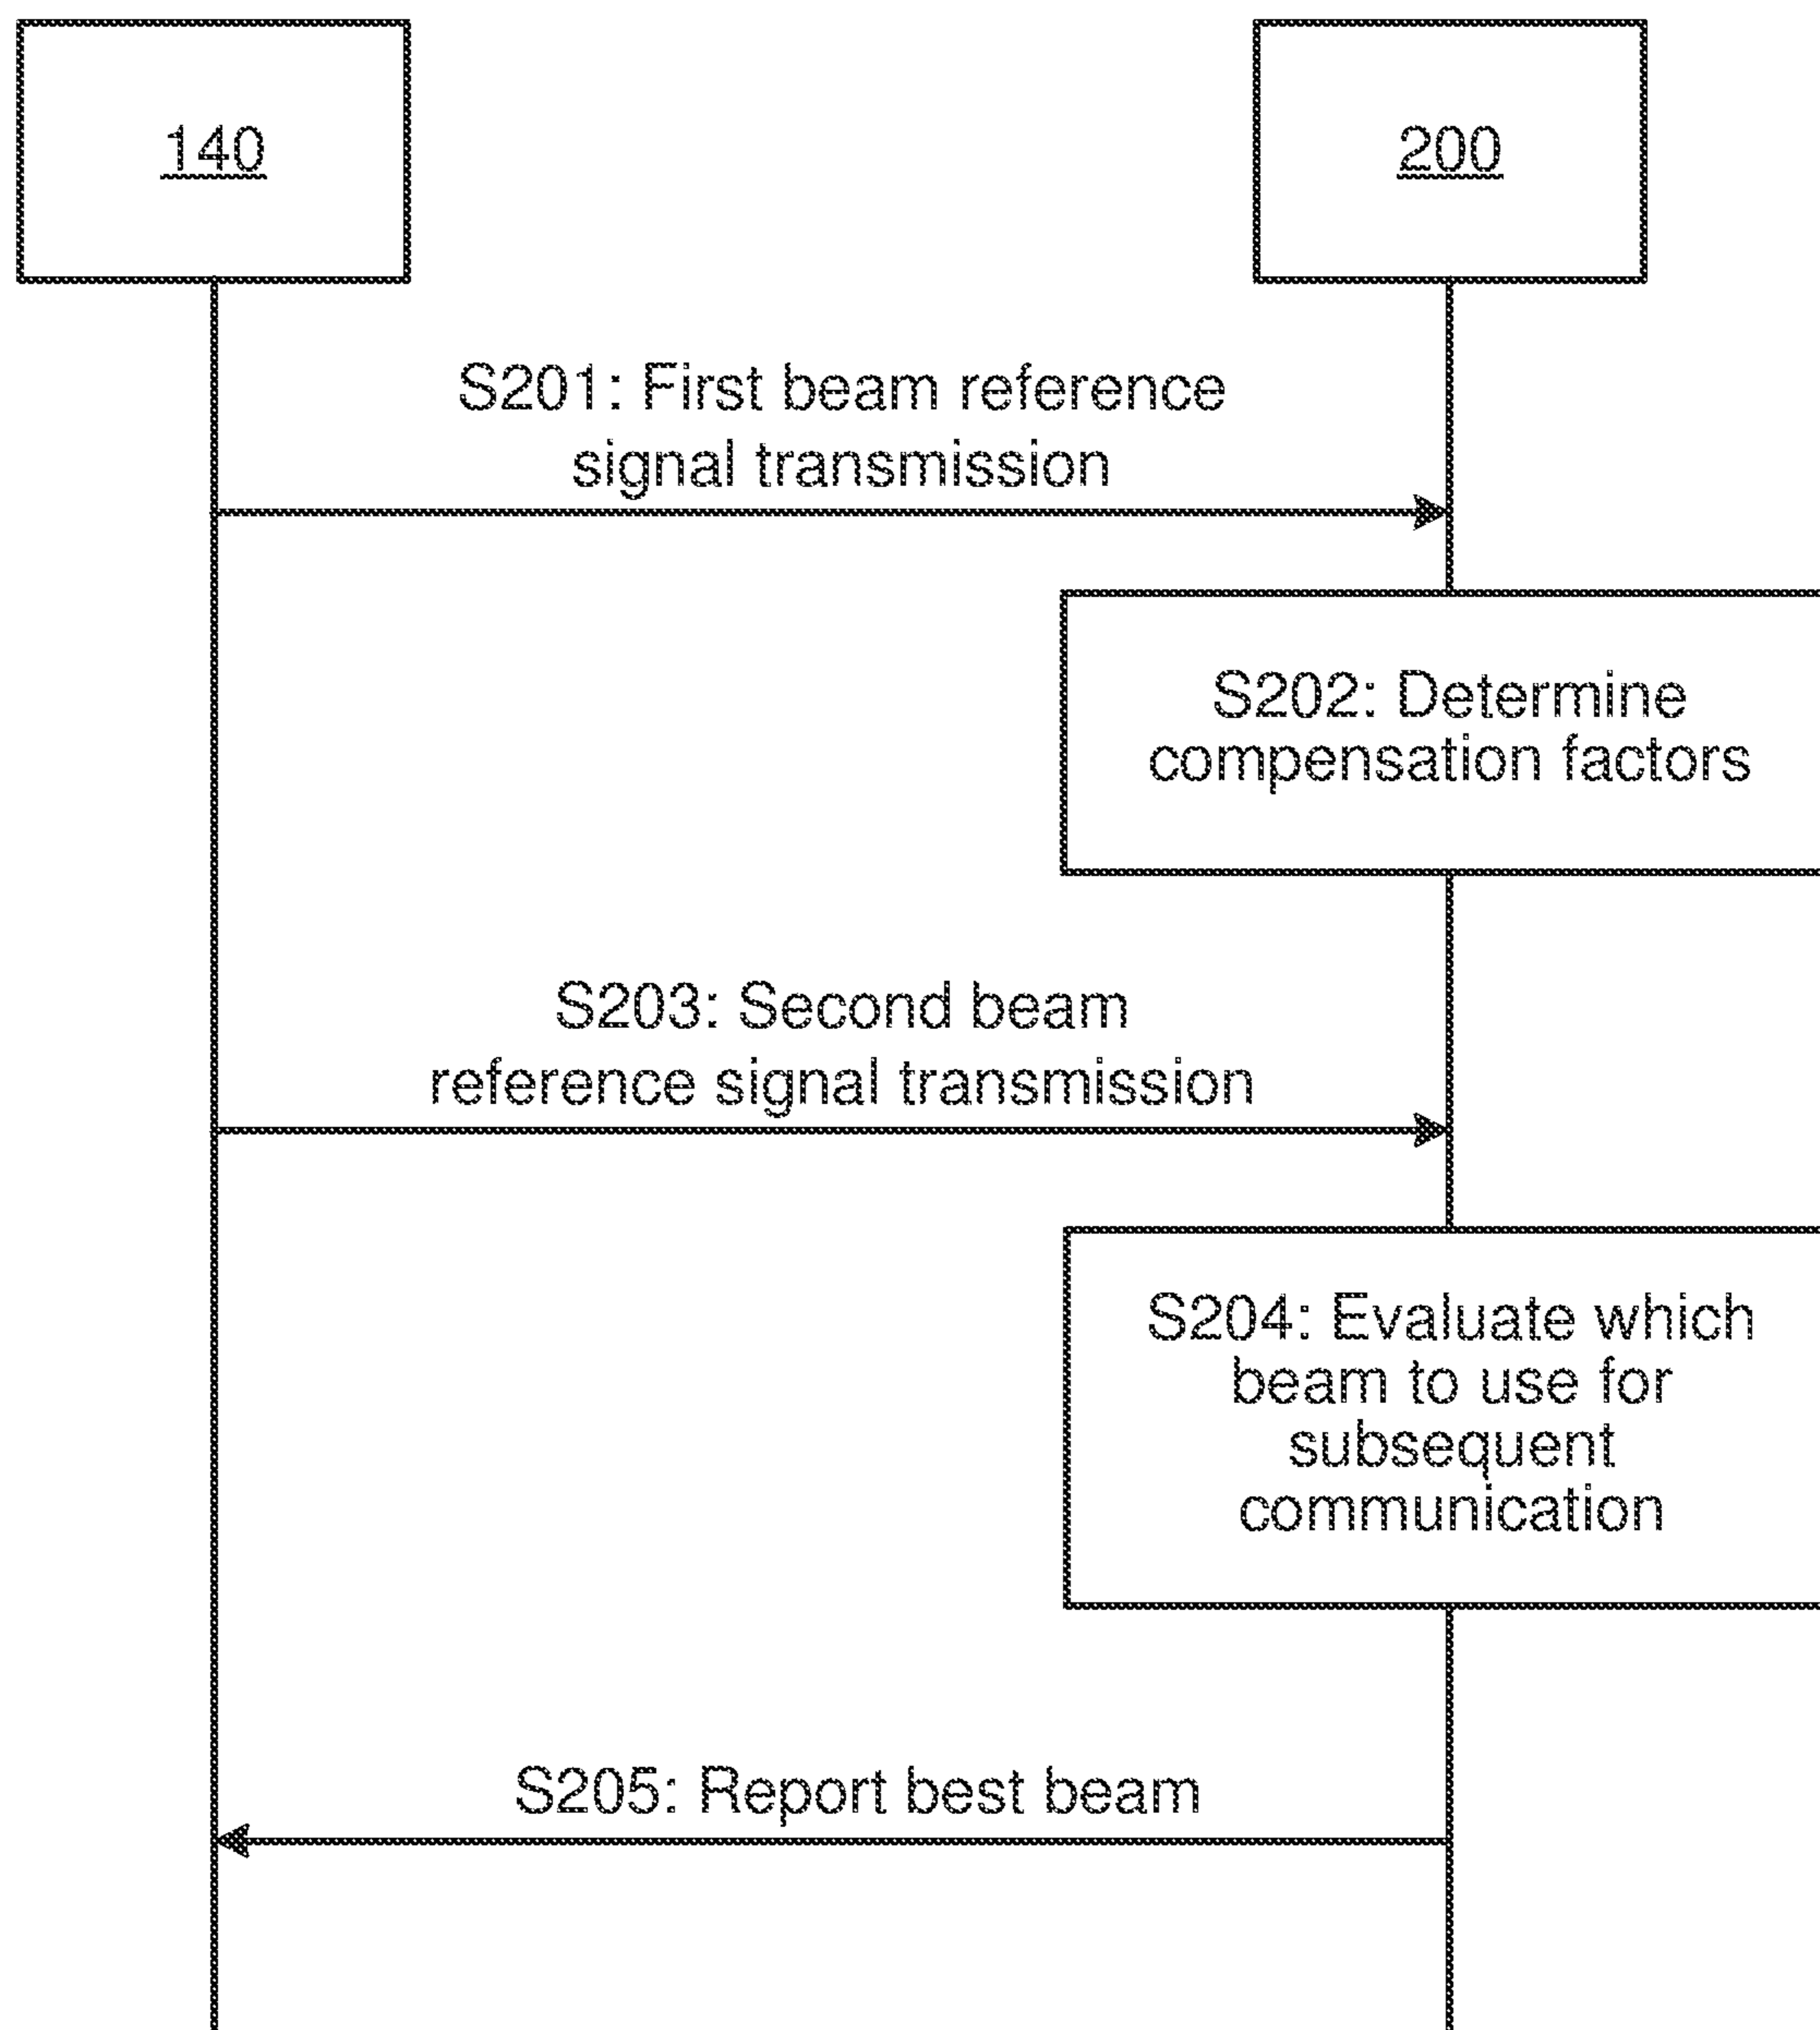 140
200
S201: First beam reference
signal transmission
S202: Determine
compensation factors
S203: Second beam
reference signal transmission
S204: Evaluate which
beam to use for
subsequent
communication
S205: Report best beam